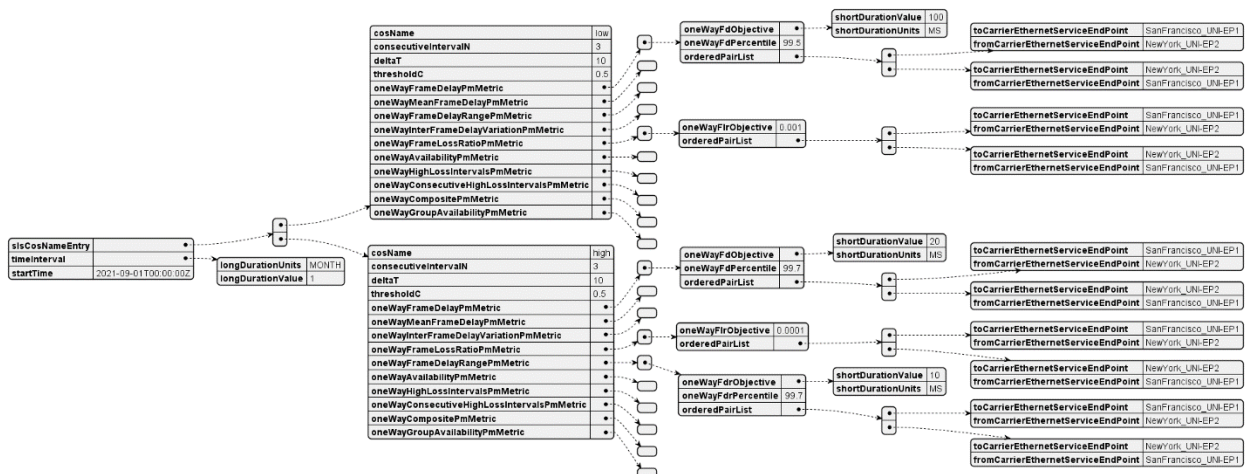 slsCosNameEntry
timeInterval
startTime 2021-09-01T00:00:00Z
longDurationUnits MONTH
longDurationValue 1
cosName low
consecutiveIntervalN 3
deltaT 10
thresholdC 0.5
oneWayFrameDelayPmMetric
oneWayMeanFrameDelayPmMetric
oneWayFrameDelayRangePmMetric
oneWayInterFrameDelayVariationPmMetric
oneWayFrameLossRatioPmMetric
oneWayAvailabilityPmMetric
oneWayHighLossIntervalsPmMetric
oneWayConsecutiveHighLossIntervalsPmMetric
oneWayCompositePmMetric
oneWayGroupAvailabilityPmMetric
oneWayFdObjective
oneWayFdPercentile 99.5
orderedPairList
shortDurationValue 100
shortDurationUnits MS
toCarrierEthernetServiceEndPoint SanFrancisco_UNI-EP1
fromCarrierEthernetServiceEndPoint NewYork_UNI-EP2
toCarrierEthernetServiceEndPoint NewYork_UNI-EP2
fromCarrierEthernetServiceEndPoint SanFrancisco_UNI-EP1
oneWayFlrObjective 0.001
orderedPairList
toCarrierEthernetServiceEndPoint SanFrancisco_UNI-EP1
fromCarrierEthernetServiceEndPoint NewYork_UNI-EP2
toCarrierEthernetServiceEndPoint NewYork_UNI-EP2
fromCarrierEthernetServiceEndPoint SanFrancisco_UNI-EP1
cosName high
consecutiveIntervalN 3
deltaT 10
thresholdC 0.5
oneWayFrameDelayPmMetric
oneWayMeanFrameDelayPmMetric
oneWayInterFrameDelayVariationPmMetric
oneWayFrameLossRatioPmMetric
oneWayFrameDelayRangePmMetric
oneWayAvailabilityPmMetric
oneWayHighLossIntervalsPmMetric
oneWayConsecutiveHighLossIntervalsPmMetric
oneWayCompositePmMetric
oneWayGroupAvailabilityPmMetric
oneWayFdObjective
oneWayFdPercentile 99.7
orderedPairList
shortDurationValue 20
shortDurationUnits MS
toCarrierEthernetServiceEndPoint SanFrancisco_UNI-EP1
fromCarrierEthernetServiceEndPoint NewYork_UNI-EP2
toCarrierEthernetServiceEndPoint NewYork_UNI-EP2
fromCarrierEthernetServiceEndPoint SanFrancisco_UNI-EP1
oneWayFlrObjective 0.0001
orderedPairList
toCarrierEthernetServiceEndPoint SanFrancisco_UNI-EP1
fromCarrierEthernetServiceEndPoint NewYork_UNI-EP2
toCarrierEthernetServiceEndPoint NewYork_UNI-EP2
fromCarrierEthernetServiceEndPoint SanFrancisco_UNI-EP1
oneWayFdrObjective
oneWayFdrPercentile 99.7
orderedPairList
shortDurationValue 10
shortDurationUnits MS
toCarrierEthernetServiceEndPoint SanFrancisco_UNI-EP1
fromCarrierEthernetServiceEndPoint NewYork_UNI-EP2
toCarrierEthernetServiceEndPoint NewYork_UNI-EP2
fromCarrierEthernetServiceEndPoint SanFrancisco_UNI-EP1